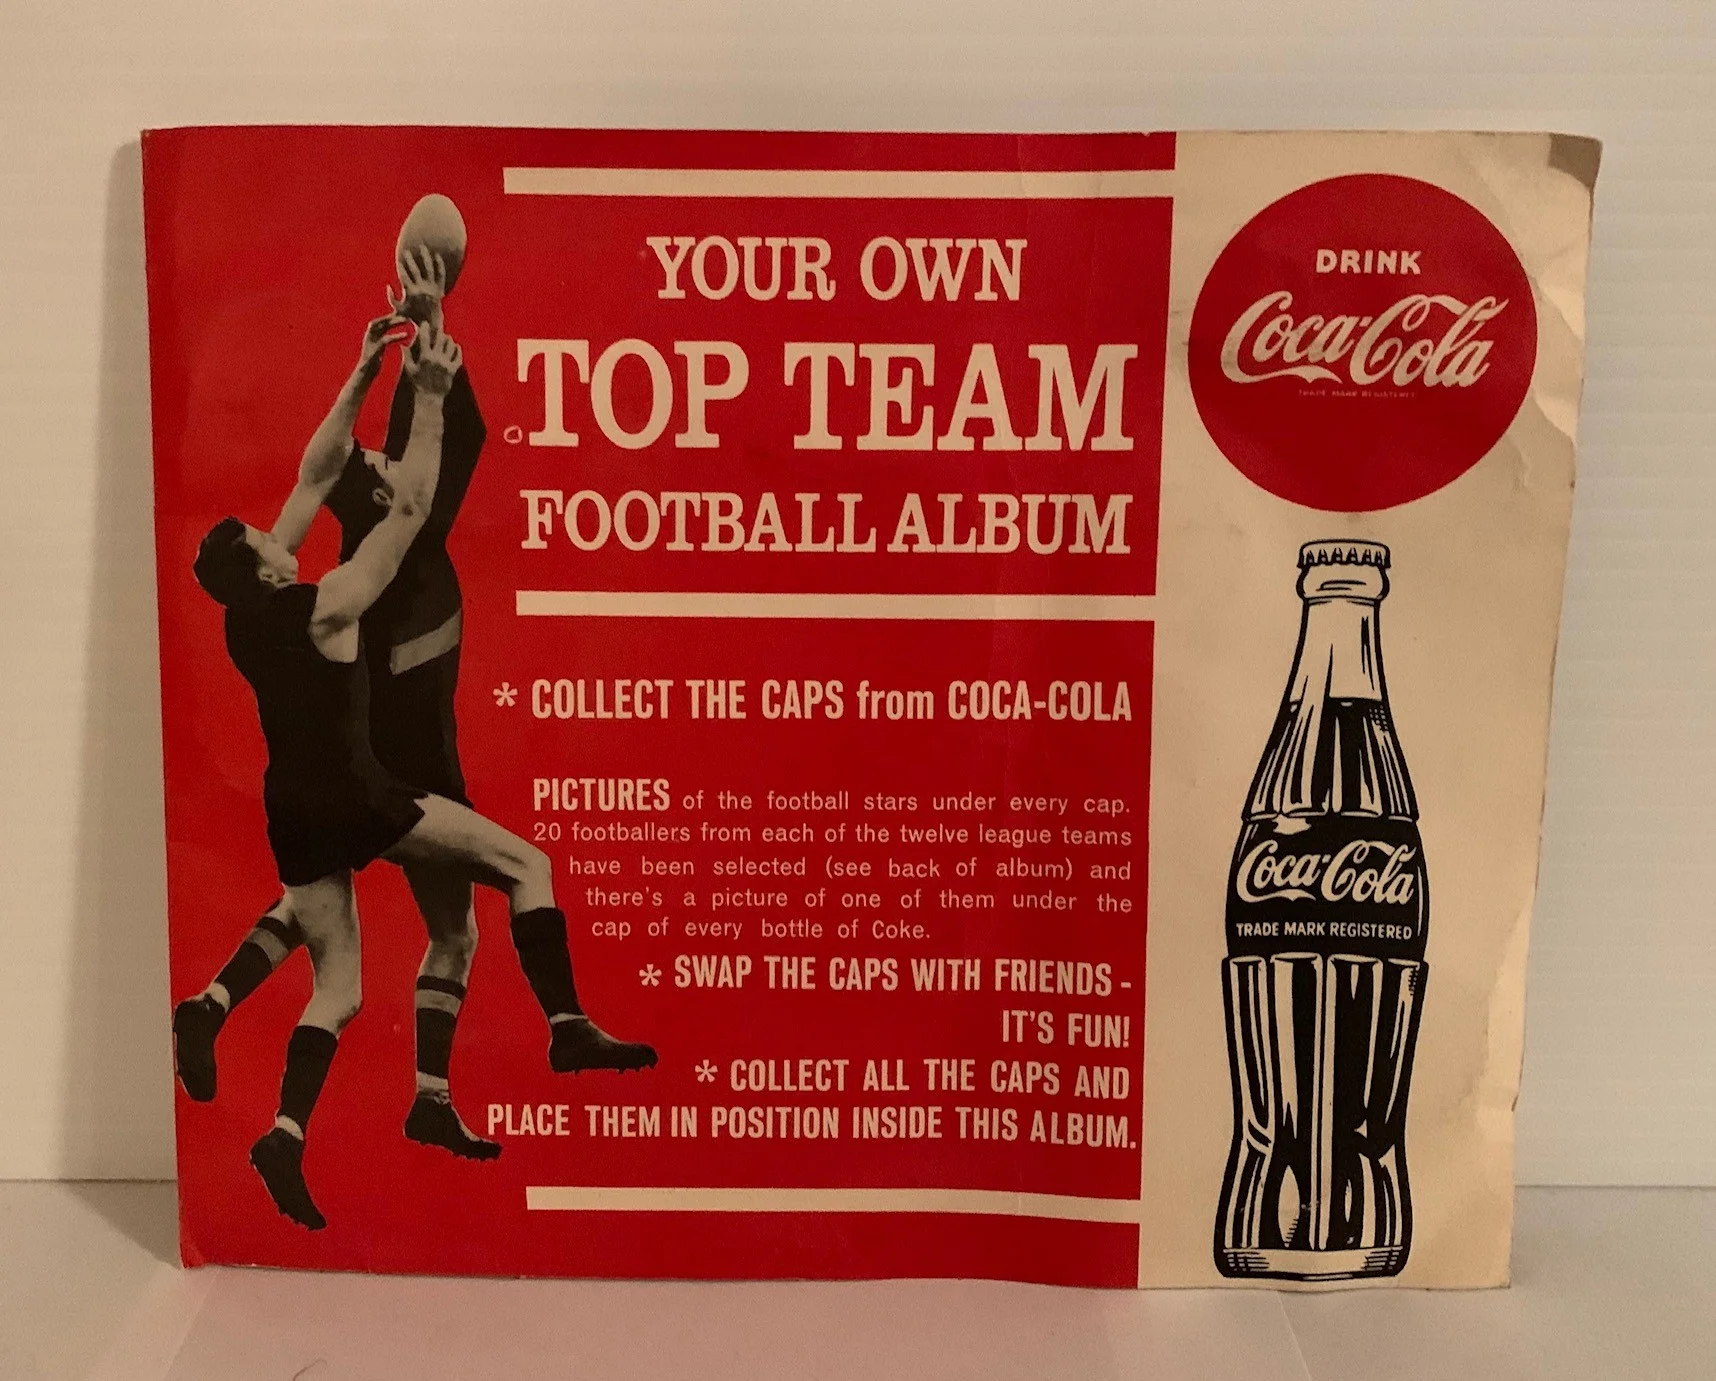 YOUR OWN
TOP TEAM
FOOTBALL ALBUM
* COLLECT THE CAPS from COCA-COLA
PICTURES of the football stars under every cap.
20 footballers from each of the twelve league teams
have been selected (see back of album) and
there's a picture of one of them under the
cap of every bottle of Coke.
* SWAP THE CAPS WITH FRIENDS -
IT'S FUN!
* COLLECT ALL THE CAPS AND
PLACE THEM IN POSITION INSIDE THIS ALBUM.
DRINK
Coca-Cola
TRADE MARK REGISTERED
Coca-Cola
TRADE MARK REGISTERED